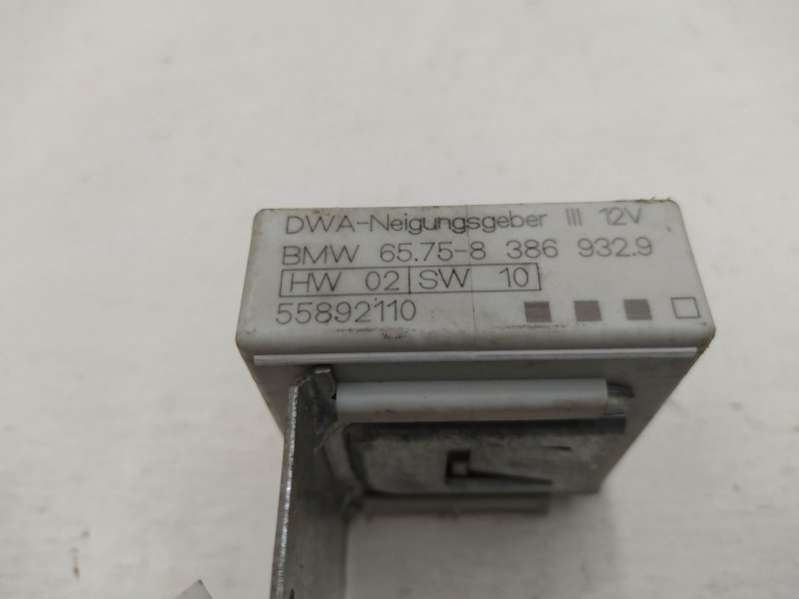 DWA-Neigungsgeber III 12V
BMW 65.75-8 386 932.9
HW 02 SW 10
55892110